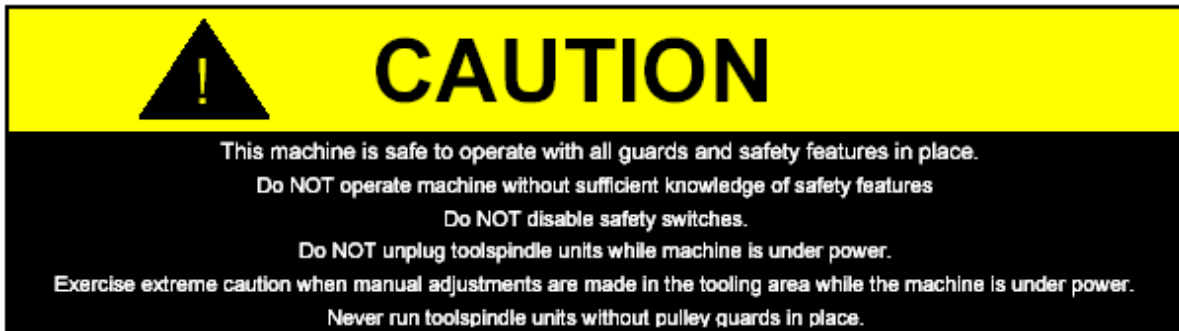 !
CAUTION
This machine is safe to operate with all guards and safety features in place.
Do NOT operate machine without sufficient knowledge of safety features
Do NOT disable safety switches.
Do NOT unplug toolspindle units while machine is under power.
Exercise extreme caution when manual adjustments are made in the tooling area while the machine is under power.
Never run toolspindle units without pulley guards in place.